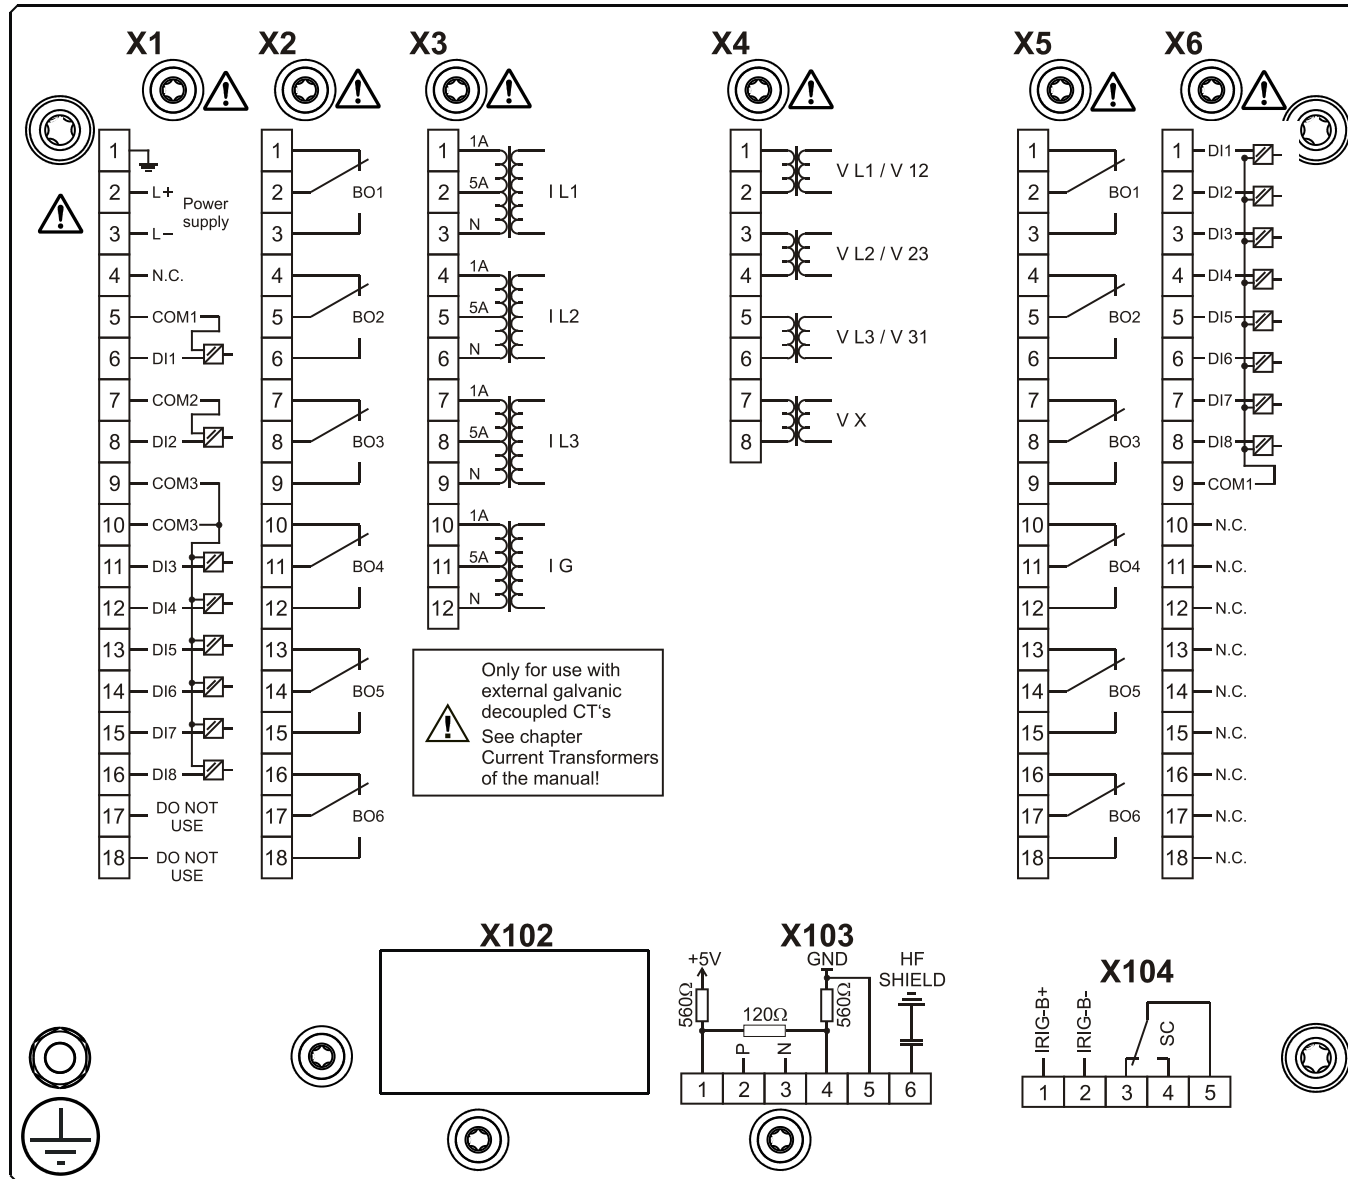 X1 X2 X3 X4 X5 X6
1
2 L+
Power
supply
3 L−
4 N.C.
5 COM1
6 DI1
7 COM2
8 DI2
9 COM3
10 COM3
11 DI3
12 DI4
13 DI5
14 DI6
15 DI7
16 DI8
17 DO NOT
USE
18 DO NOT
USE
1
2 BO1
3
4
5 BO2
6
7
8 BO3
9
10
11 BO4
12
13
14 BO5
15
16
17 BO6
18
1 1A
2 5A I L1
3 N
4 1A
5 5A I L2
6 N
7 1A
8 5A I L3
9 N
10 1A
11 5A I G
12 N
Only for use with
external galvanic
decoupled CT‘s
See chapter
Current Transformers
of the manual!
1
V L1 / V 12
2
3
V L2 / V 23
4
5
V L3 / V 31
6
7
V X
8
1
2 BO1
3
4
5 BO2
6
7
8 BO3
9
10
11 BO4
12
13
14 BO5
15
16
17 BO6
18
1 DI1
2 DI2
3 DI3
4 DI4
5 DI5
6 DI6
7 DI7
8 DI8
9 COM1
10 N.C.
11 N.C.
12 N.C.
13 N.C.
14 N.C.
15 N.C.
16 N.C.
17 N.C.
18 N.C.
X102
X103
+5V GND HF
SHIELD
560Ω 120Ω 560Ω
P N
1 2 3 4 5 6
X104
IRIG-B+ IRIG-B- SC
1 2 3 4 5